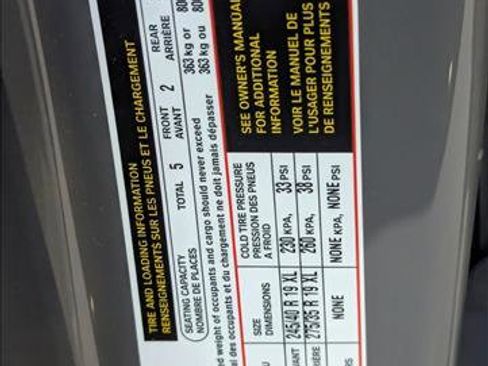 TIRE AND LOADING INFORMATION
RENSEIGNEMENTS SUR LES PNEUS ET LE CHARGEMENT
SEATING CAPACITY
NOMBRE DE PLACES
TOTAL 5
FRONT
AVANT
2
REAR
ARRIÈRE
weight of occupants and cargo should never exceed 363 kg or
des occupants et du chargement ne doit jamais dépasser 363 kg ou
SIZE
DIMENSIONS
COLD TIRE PRESSURE
PRESSION DES PNEUS
A FROID
245/40 R 19 XL 230 KPA, 33 PSI
275/35 R 19 XL 260 KPA, 38 PSI
NONE NONE KPA, NONE PSI
SEE OWNER'S MANUAL
FOR ADDITIONAL
INFORMATION
VOIR LE MANUEL DE
L'USAGER POUR PLUS
DE RENSEIGNEMENTS